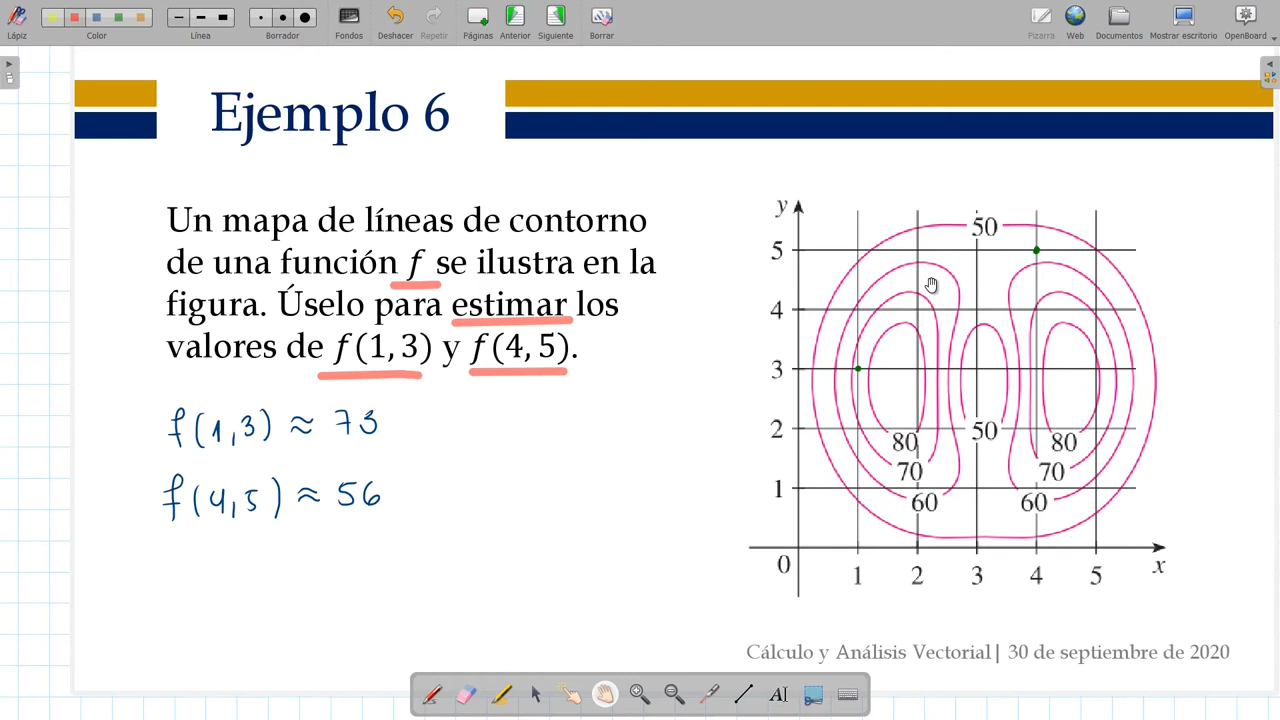 Lápiz
Color
Línea
Borrador
Fondos
Deshacer
Repetir
Páginas
Anterior
Siguiente
Borrar
Pizarra
Web
Documentos
Mostrar escritorio
OpenBoard
Ejemplo 6
Un mapa de líneas de contorno
de una función f se ilustra en la
figura. Úselo para estimar los
valores de f(1, 3) y f(4, 5).
f(1,3) ≈ 73
f(4,5) ≈ 56
y
5
4
3
2
1
0
1
2
3
4
5
x
50
50
80
80
70
70
60
60
Cálculo y Análisis Vectorial| 30 de septiembre de 2020
AI